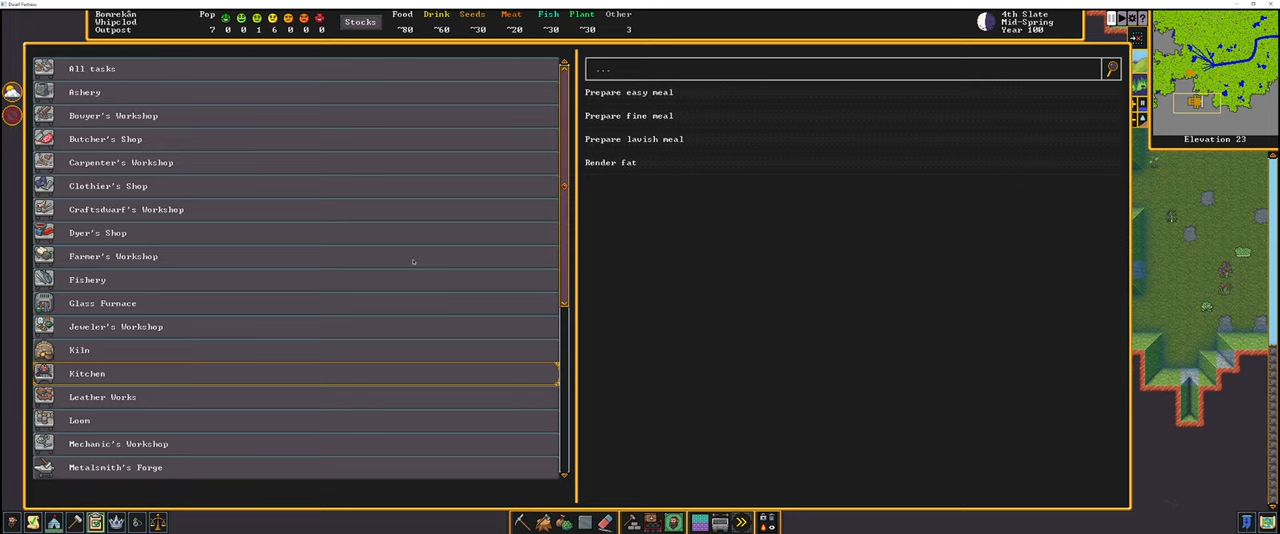 Dwarf Fortress
Bomrekân
Whipclod
Outpost
Pop
7 0 0 1 6 0 0 0
Stocks
Food Drink Seeds Meat Fish Plant Other
~80 ~60 ~30 ~20 ~30 ~30 3
4th Slate
Mid-Spring
Year 100
Elevation 23
All tasks
Ashery
Bowyer's Workshop
Butcher's Shop
Carpenter's Workshop
Clothier's Shop
Craftsdwarf's Workshop
Dyer's Shop
Farmer's Workshop
Fishery
Glass Furnace
Jeweler's Workshop
Kiln
Kitchen
Leather Works
Loom
Mechanic's Workshop
Metalsmith's Forge
...
Prepare easy meal
Prepare fine meal
Prepare lavish meal
Render fat